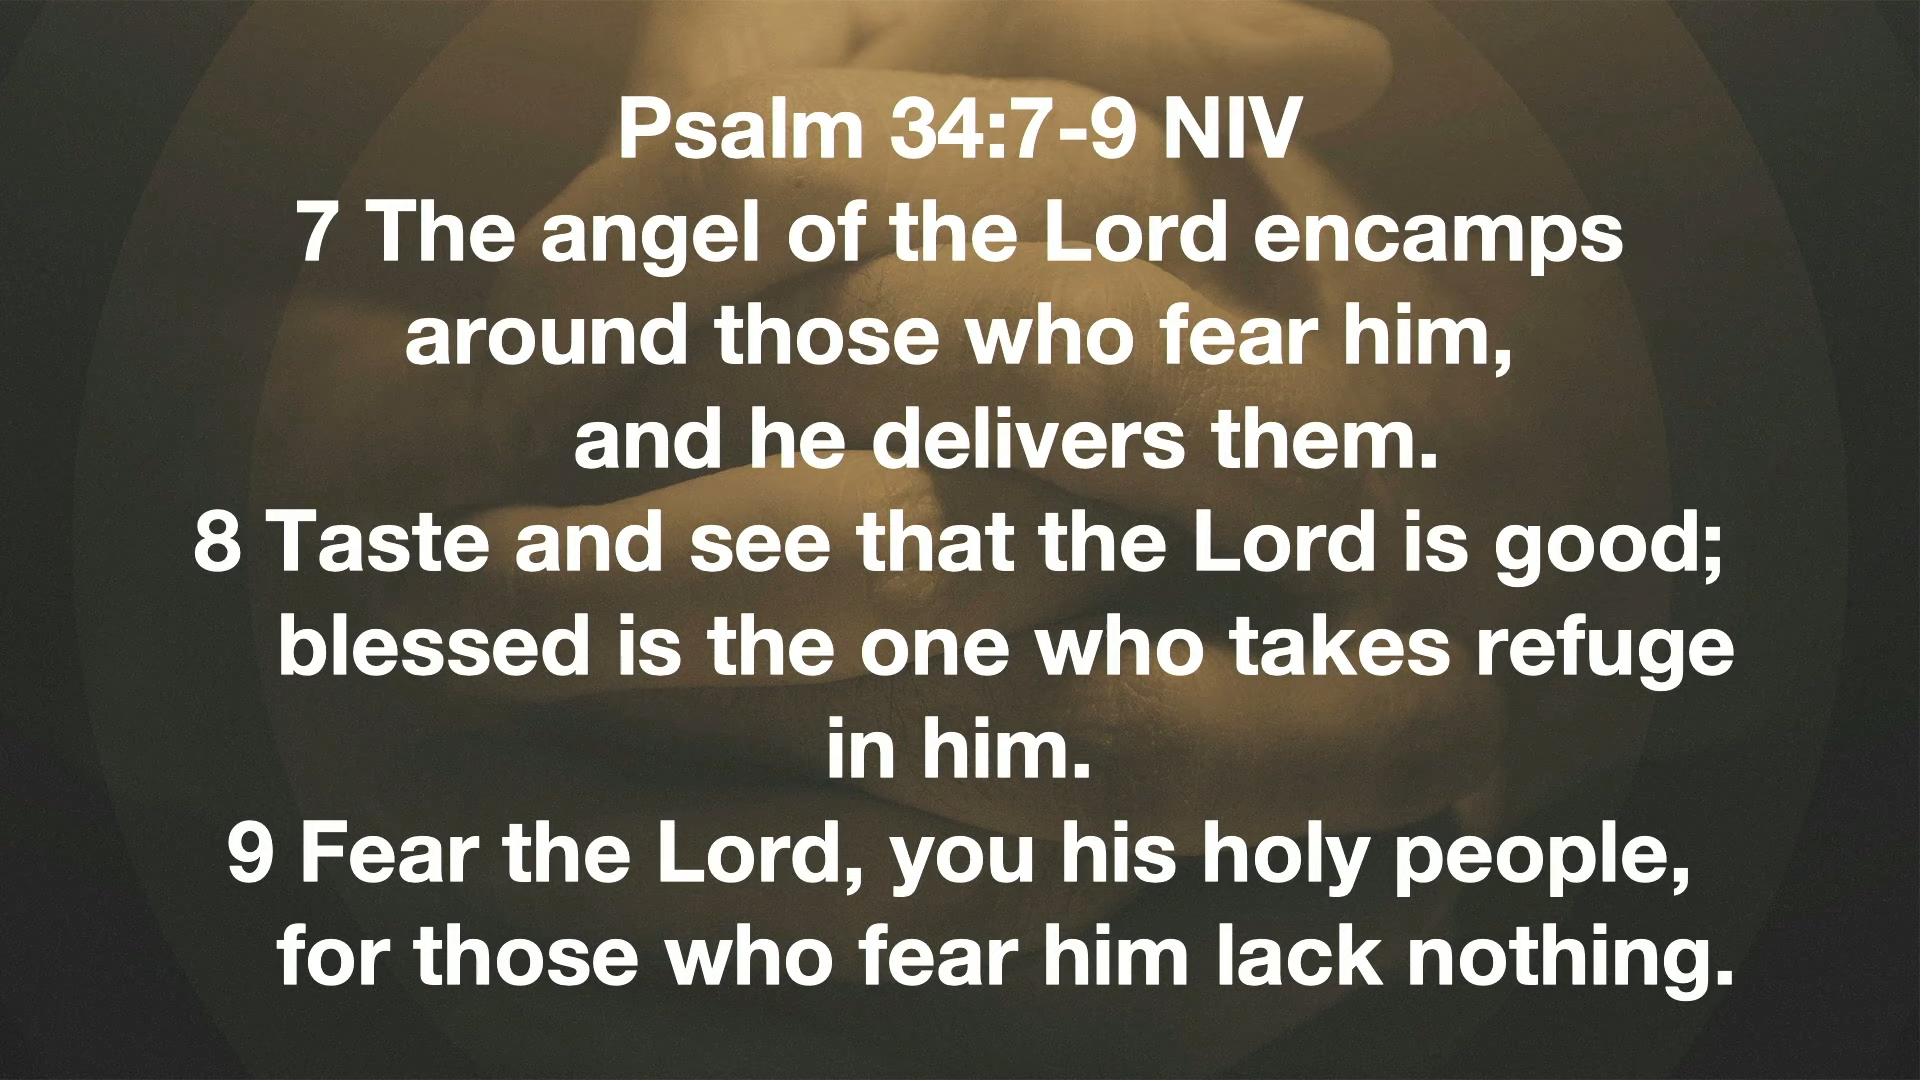 Psalm 34:7-9 NIV
7 The angel of the Lord encamps
around those who fear him,
and he delivers them.
8 Taste and see that the Lord is good;
blessed is the one who takes refuge
in him.
9 Fear the Lord, you his holy people,
for those who fear him lack nothing.